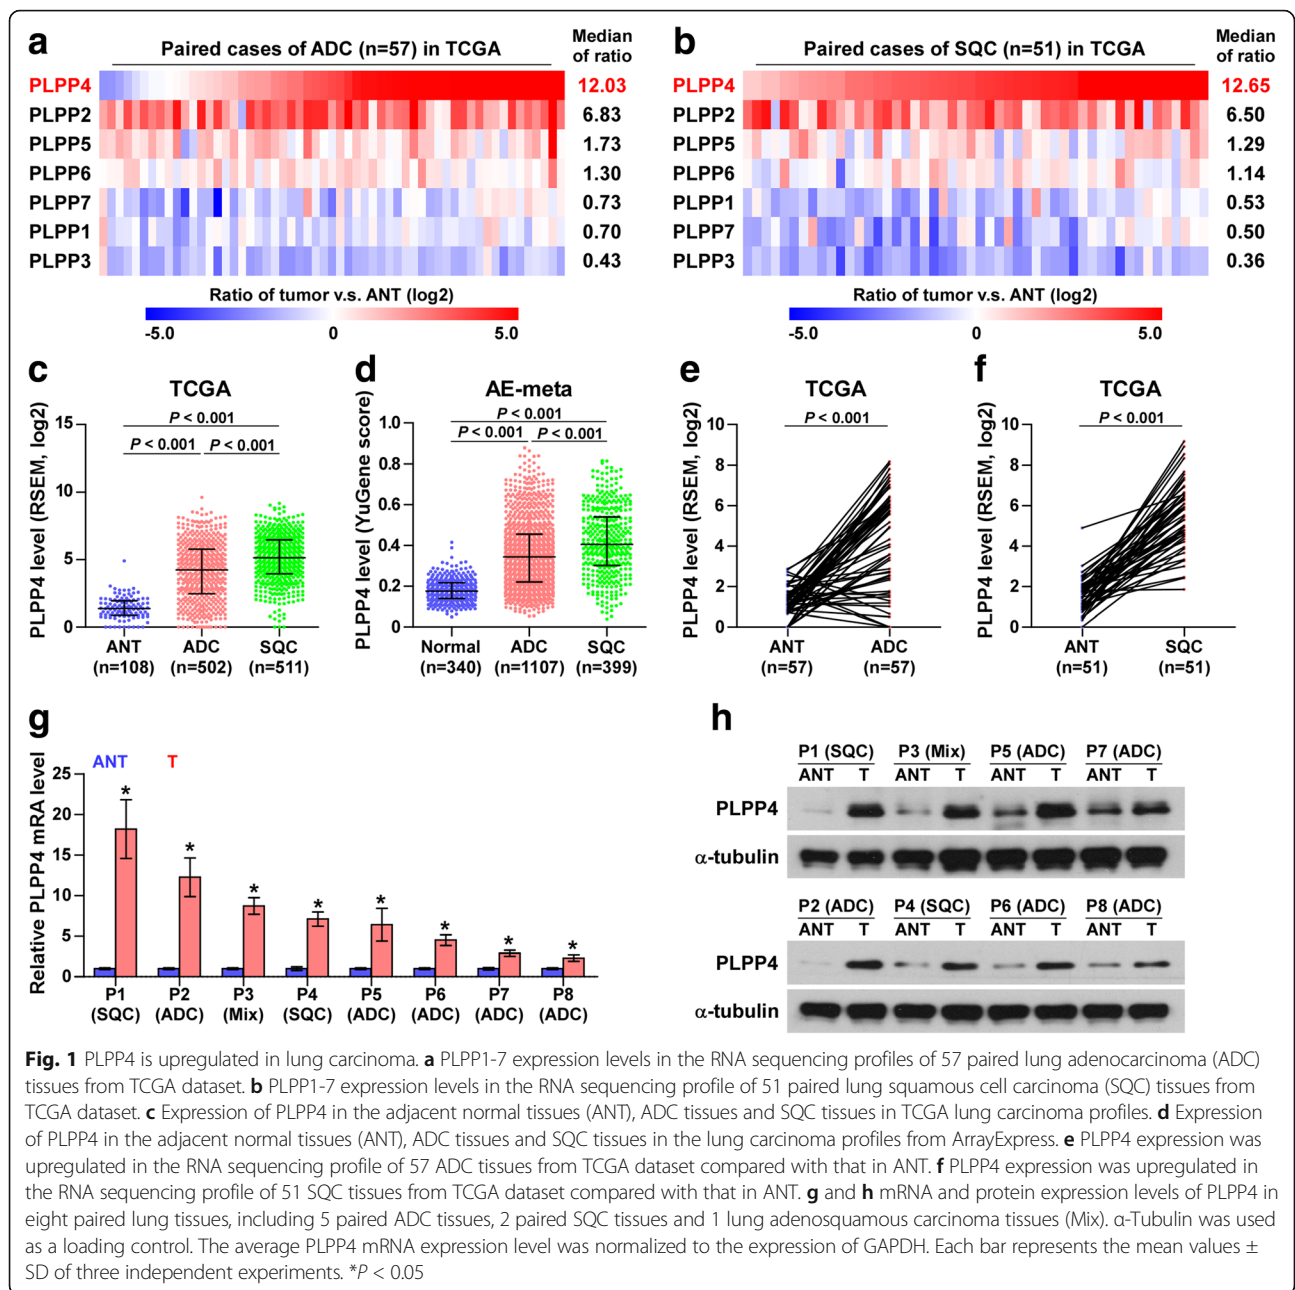 a
Paired cases of ADC (n=57) in TCGA
Median
of ratio
PLPP4 12.03
PLPP2 6.83
PLPP5 1.73
PLPP6 1.30
PLPP7 0.73
PLPP1 0.70
PLPP3 0.43
Ratio of tumor v.s. ANT (log2)
-5.0 0 5.0
b
Paired cases of SQC (n=51) in TCGA
Median
of ratio
PLPP4 12.65
PLPP2 6.50
PLPP5 1.29
PLPP6 1.14
PLPP1 0.53
PLPP7 0.50
PLPP3 0.36
Ratio of tumor v.s. ANT (log2)
-5.0 0 5.0
c
TCGA
P < 0.001
P < 0.001 P < 0.001
PLPP4 level (RSEM, log2)
15
10
5
0
ANT ADC SQC
(n=108) (n=502) (n=511)
d
AE-meta
P < 0.001
P < 0.001 P < 0.001
PLPP4 level (YuGene score)
1.0
0.8
0.6
0.4
0.2
0
Normal ADC SQC
(n=340) (n=1107) (n=399)
e
TCGA
P < 0.001
PLPP4 level (RSEM, log2)
10
8
6
4
2
0
ANT ADC
(n=57) (n=57)
f
TCGA
P < 0.001
PLPP4 level (RSEM, log2)
10
8
6
4
2
0
ANT SQC
(n=51) (n=51)
g
ANT T
Relative PLPP4 mRA level
25
20
15
10
5
0
* * * * * * * *
P1 P2 P3 P4 P5 P6 P7 P8
(SQC) (ADC) (Mix) (SQC) (ADC) (ADC) (ADC) (ADC)
h
P1 (SQC) P3 (Mix) P5 (ADC) P7 (ADC)
ANT T ANT T ANT T ANT T
PLPP4
α-tubulin
P2 (ADC) P4 (SQC) P6 (ADC) P8 (ADC)
ANT T ANT T ANT T ANT T
PLPP4
α-tubulin
Fig. 1 PLPP4 is upregulated in lung carcinoma. a PLPP1-7 expression levels in the RNA sequencing profiles of 57 paired lung adenocarcinoma (ADC)
tissues from TCGA dataset. b PLPP1-7 expression levels in the RNA sequencing profile of 51 paired lung squamous cell carcinoma (SQC) tissues from
TCGA dataset. c Expression of PLPP4 in the adjacent normal tissues (ANT), ADC tissues and SQC tissues in TCGA lung carcinoma profiles. d Expression
of PLPP4 in the adjacent normal tissues (ANT), ADC tissues and SQC tissues in the lung carcinoma profiles from ArrayExpress. e PLPP4 expression was
upregulated in the RNA sequencing profile of 57 ADC tissues from TCGA dataset compared with that in ANT. f PLPP4 expression was upregulated in
the RNA sequencing profile of 51 SQC tissues from TCGA dataset compared with that in ANT. g and h mRNA and protein expression levels of PLPP4 in
eight paired lung tissues, including 5 paired ADC tissues, 2 paired SQC tissues and 1 lung adenosquamous carcinoma tissues (Mix). α-Tubulin was used
as a loading control. The average PLPP4 mRNA expression level was normalized to the expression of GAPDH. Each bar represents the mean values ±
SD of three independent experiments. *P < 0.05